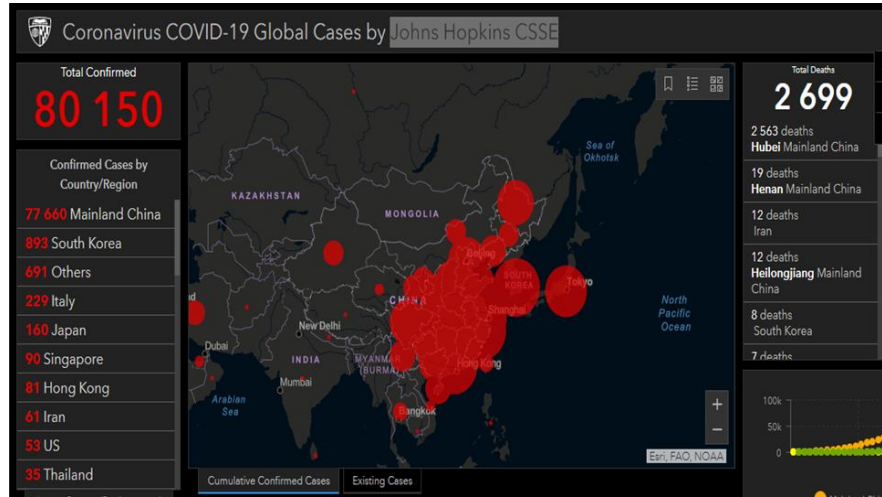 Coronavirus COVID-19 Global Cases by Johns Hopkins CSSE
Total Confirmed
80 150
Confirmed Cases by
Country/Region
77 660 Mainland China
893 South Korea
691 Others
229 Italy
160 Japan
90 Singapore
81 Hong Kong
61 Iran
53 US
35 Thailand
Sea of
Okhotsk
KAZAKHSTAN
MONGOLIA
Beijing
SOUTH
KOREA
Tokyo
CHINA
Shanghai
North
Pacific
Ocean
New Delhi
Dubai
INDIA
MYANMAR
(BURMA)
Hong Kong
Mumbai
Arabian
Sea
Bangkok
+
−
Esri, FAO, NOAA
Cumulative Confirmed Cases
Existing Cases
Total Deaths
2 699
2 563 deaths
Hubei Mainland China
19 deaths
Henan Mainland China
12 deaths
Iran
12 deaths
Heilongjiang Mainland
China
8 deaths
South Korea
7 deaths
100k
50k
0